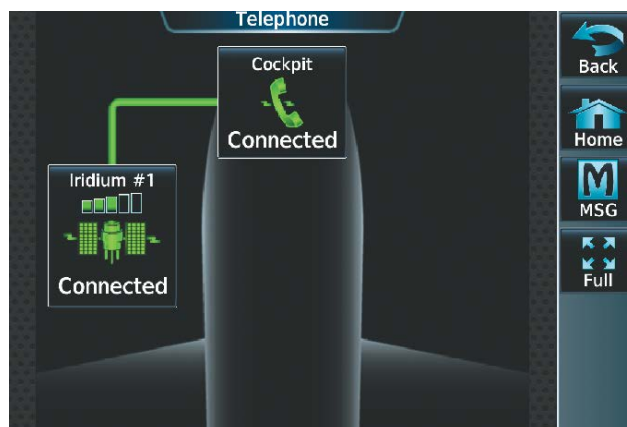 Telephone
Cockpit
Connected
Iridium #1
Connected
Back
Home
MSG
Full